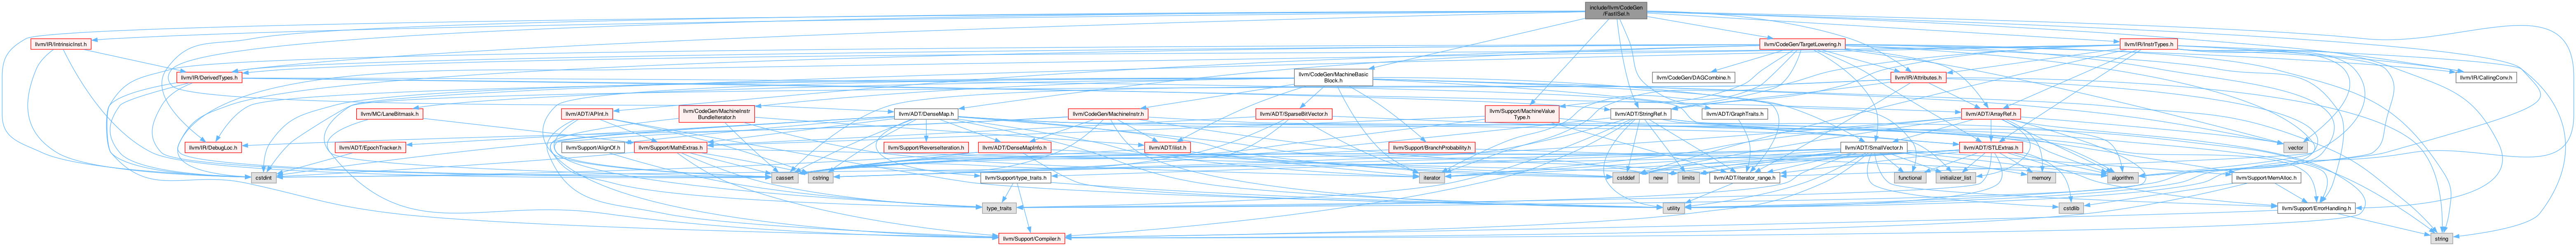 include/llvm/CodeGen
/FastISel.h
llvm/IR/IntrinsicInst.h
llvm/CodeGen/TargetLowering.h
llvm/IR/InstrTypes.h
llvm/IR/DerivedTypes.h
llvm/CodeGen/MachineBasic
Block.h
llvm/CodeGen/DAGCombine.h
llvm/IR/Attributes.h
llvm/IR/CallingConv.h
llvm/MC/LaneBitmask.h
llvm/ADT/APInt.h
llvm/CodeGen/MachineInstr
BundleIterator.h
llvm/ADT/DenseMap.h
llvm/CodeGen/MachineInstr.h
llvm/ADT/SparseBitVector.h
llvm/Support/MachineValue
Type.h
llvm/ADT/StringRef.h
llvm/ADT/GraphTraits.h
llvm/ADT/ArrayRef.h
llvm/IR/DebugLoc.h
llvm/ADT/EpochTracker.h
llvm/Support/AlignOf.h
llvm/Support/MathExtras.h
llvm/Support/ReverseIteration.h
llvm/ADT/DenseMapInfo.h
llvm/ADT/ilist.h
llvm/Support/BranchProbability.h
llvm/ADT/SmallVector.h
llvm/ADT/STLExtras.h
vector
cstdint
cassert
cstring
llvm/Support/type_traits.h
iterator
cstddef
new
limits
llvm/ADT/iterator_range.h
functional
initializer_list
memory
algorithm
llvm/Support/MemAlloc.h
type_traits
utility
cstdlib
llvm/Support/ErrorHandling.h
llvm/Support/Compiler.h
string